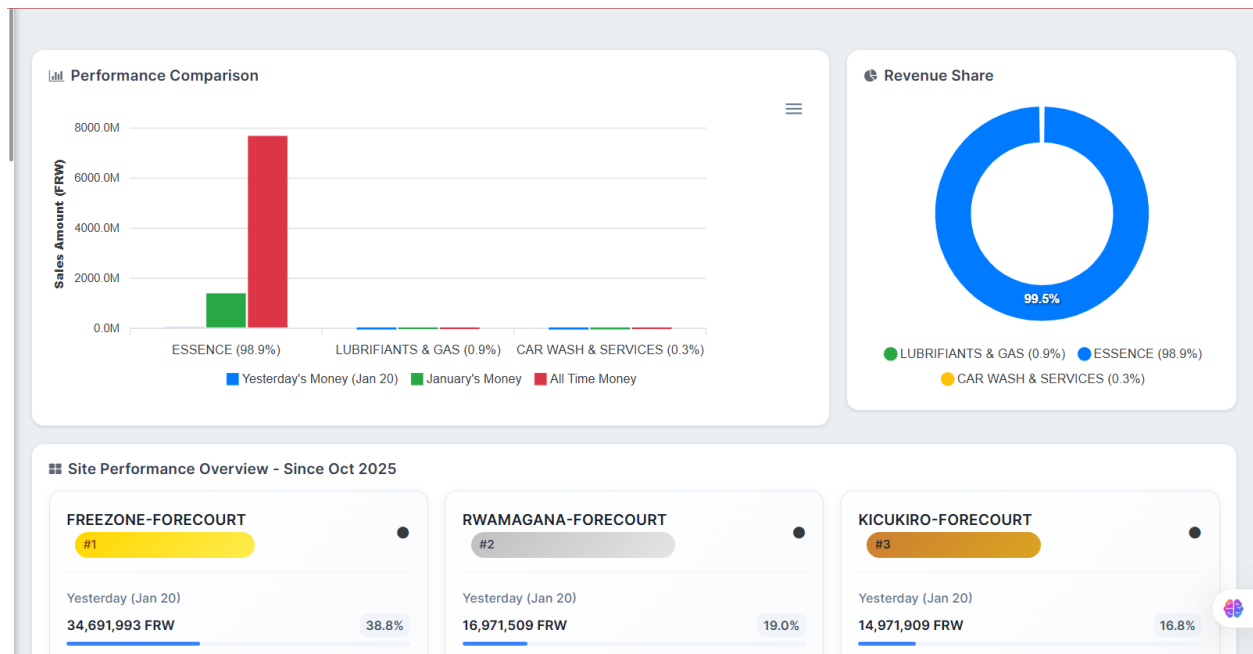 Performance Comparison
8000.0M
6000.0M
4000.0M
2000.0M
0.0M
Sales Amount (FRW)
ESSENCE (98.9%) LUBRIFIANTS & GAS (0.9%) CAR WASH & SERVICES (0.3%)
Yesterday's Money (Jan 20) January's Money All Time Money
Revenue Share
99.5%
LUBRIFIANTS & GAS (0.9%) ESSENCE (98.9%)
CAR WASH & SERVICES (0.3%)
Site Performance Overview - Since Oct 2025
FREEZONE-FORECOURT
#1
Yesterday (Jan 20)
34,691,993 FRW 38.8%
RWAMAGANA-FORECOURT
#2
Yesterday (Jan 20)
16,971,509 FRW 19.0%
KICUKIRO-FORECOURT
#3
Yesterday (Jan 20)
14,971,909 FRW 16.8%